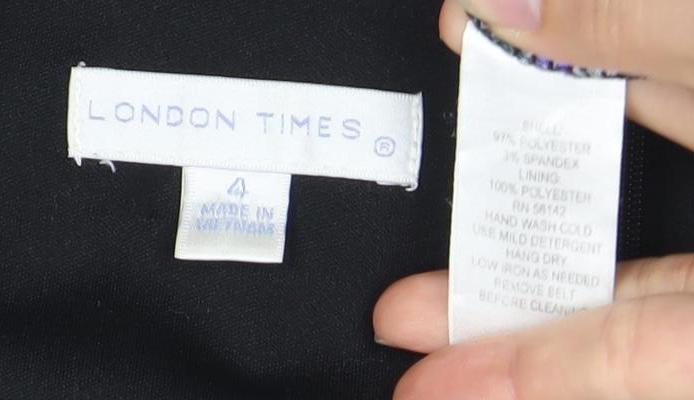 LONDON TIMES ®
4
MADE IN
VIETNAM
SHELL:
97% POLYESTER
3% SPANDEX
LINING:
100% POLYESTER
RN 56142
HAND WASH COLD
USE MILD DETERGENT
HANG DRY
LOW IRON AS NEEDED
REMOVE BELT
BEFORE CLEANING